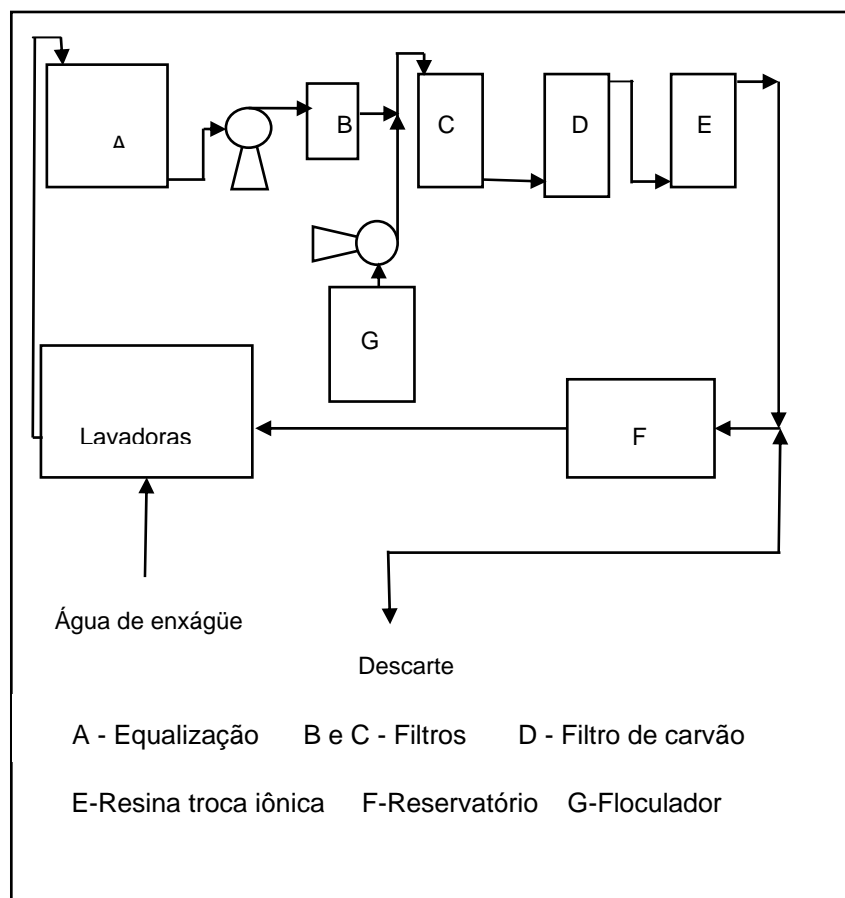 A
B
C
D
E
G
Lavadoras
F
Água de enxágüe
Descarte
A - Equalização B e C - Filtros D - Filtro de carvão
E-Resina troca iônica F-Reservatório G-Floculador